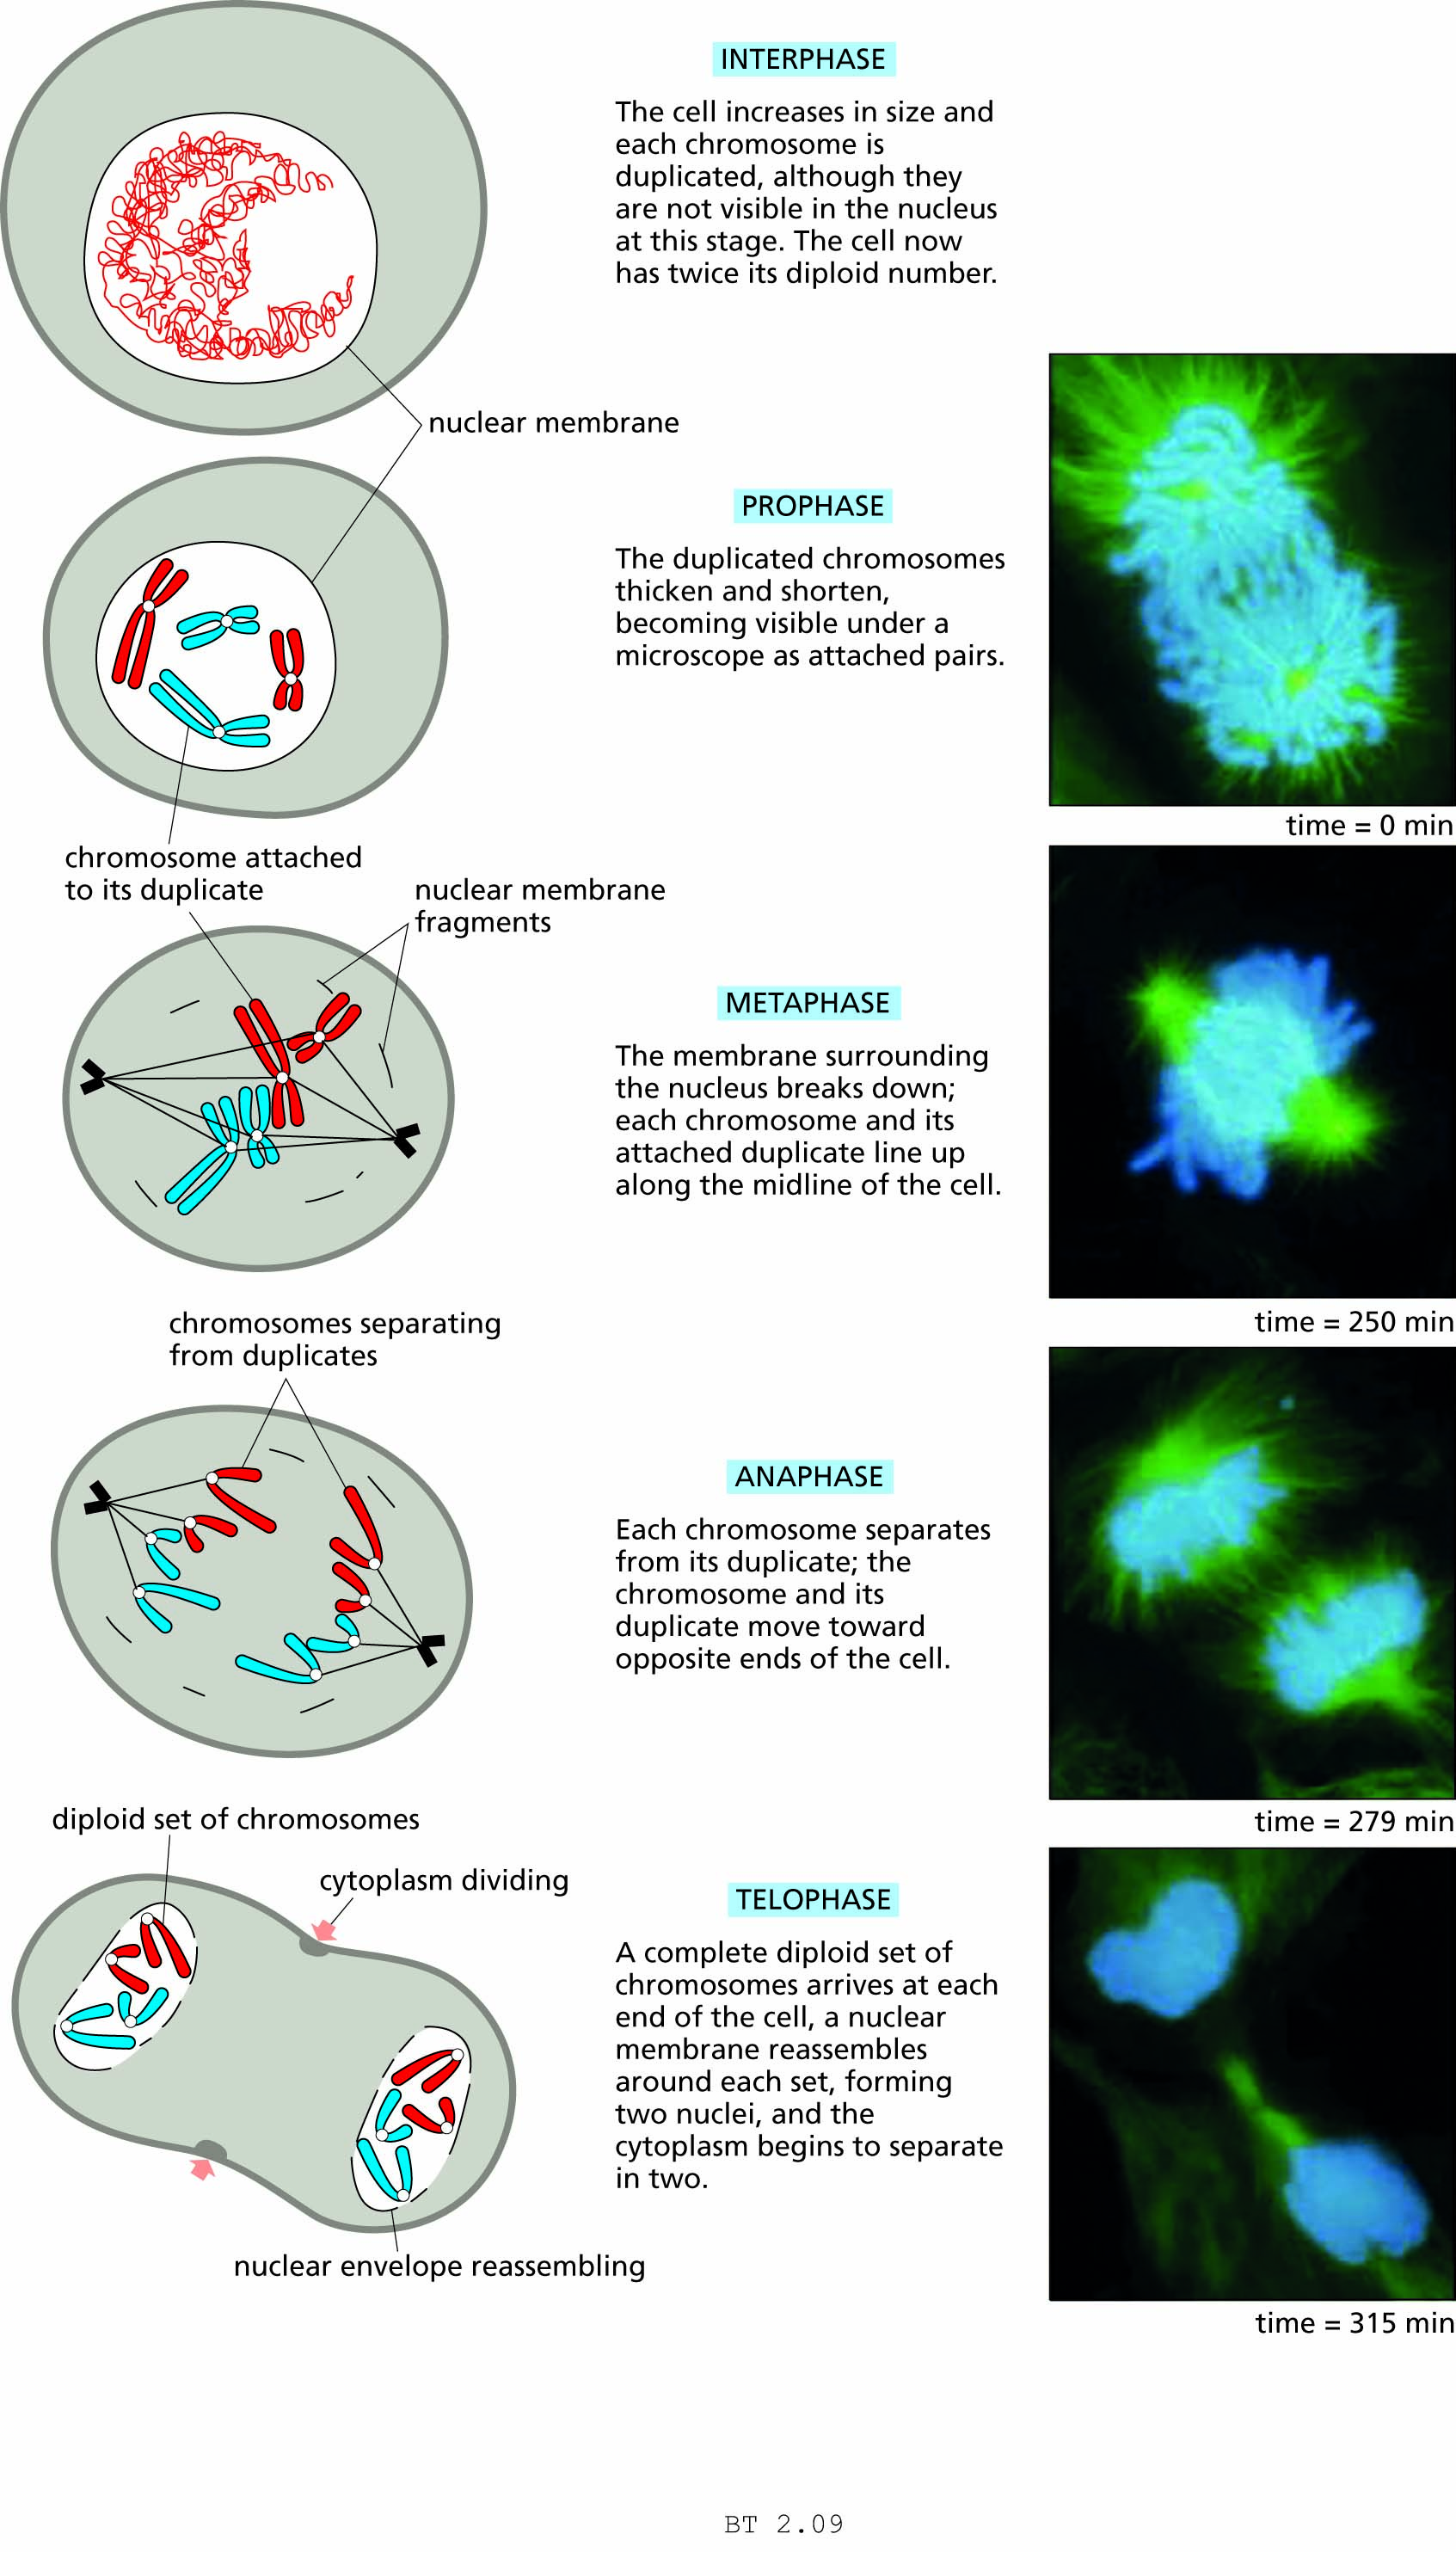 INTERPHASE
The cell increases in size and
each chromosome is
duplicated, although they
are not visible in the nucleus
at this stage. The cell now
has twice its diploid number.
nuclear membrane
PROPHASE
The duplicated chromosomes
thicken and shorten,
becoming visible under a
microscope as attached pairs.
time = 0 min
chromosome attached
to its duplicate
nuclear membrane
fragments
METAPHASE
The membrane surrounding
the nucleus breaks down;
each chromosome and its
attached duplicate line up
along the midline of the cell.
time = 250 min
chromosomes separating
from duplicates
ANAPHASE
Each chromosome separates
from its duplicate; the
chromosome and its
duplicate move toward
opposite ends of the cell.
time = 279 min
diploid set of chromosomes
cytoplasm dividing
TELOPHASE
A complete diploid set of
chromosomes arrives at each
end of the cell, a nuclear
membrane reassembles
around each set, forming
two nuclei, and the
cytoplasm begins to separate
in two.
nuclear envelope reassembling
time = 315 min
BT 2.09